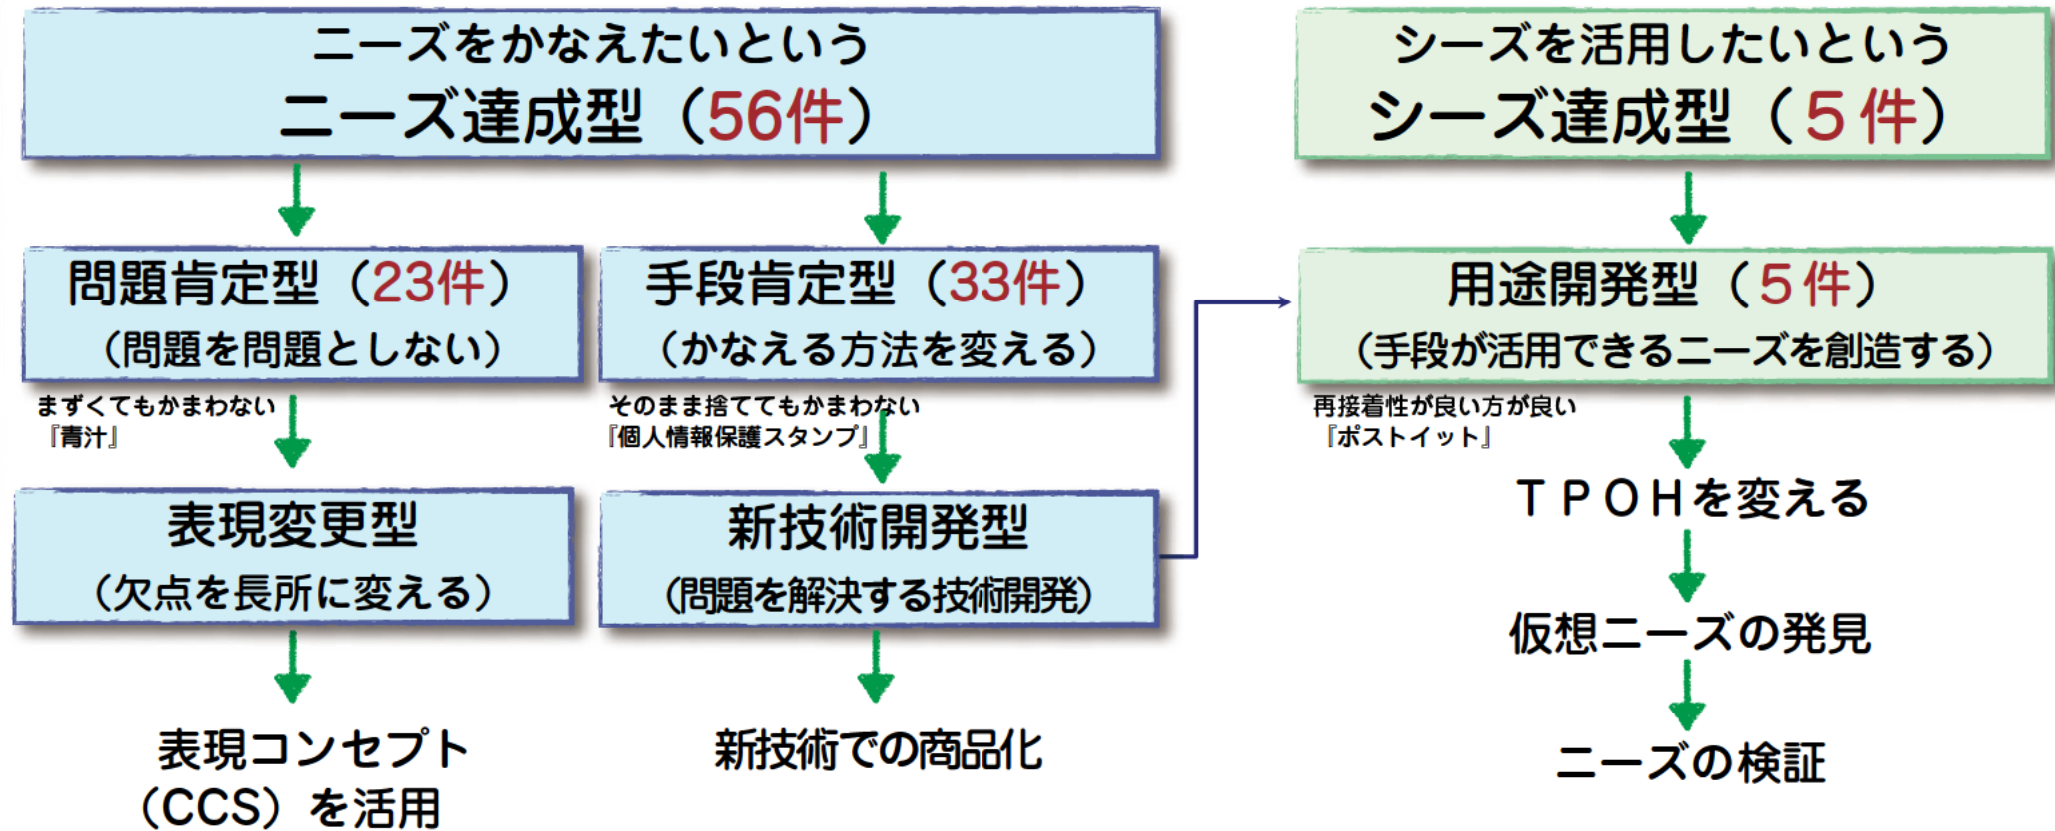 ニーズをかなえたいという
ニーズ達成型（56件）
問題肯定型（23件）
（問題を問題としない）
まずくてもかまわない
『青汁』
表現変更型
（欠点を長所に変える）
表現コンセプト
（CCS）を活用
手段肯定型（33件）
（かなえる方法を変える）
そのまま捨ててもかまわない
『個人情報保護スタンプ』
新技術開発型
（問題を解決する技術開発）
新技術での商品化
シーズを活用したいという
シーズ達成型（５件）
用途開発型（５件）
（手段が活用できるニーズを創造する）
再接着性が良い方が良い
『ポストイット』
ＴＰＯＨを変える
仮想ニーズの発見
ニーズの検証